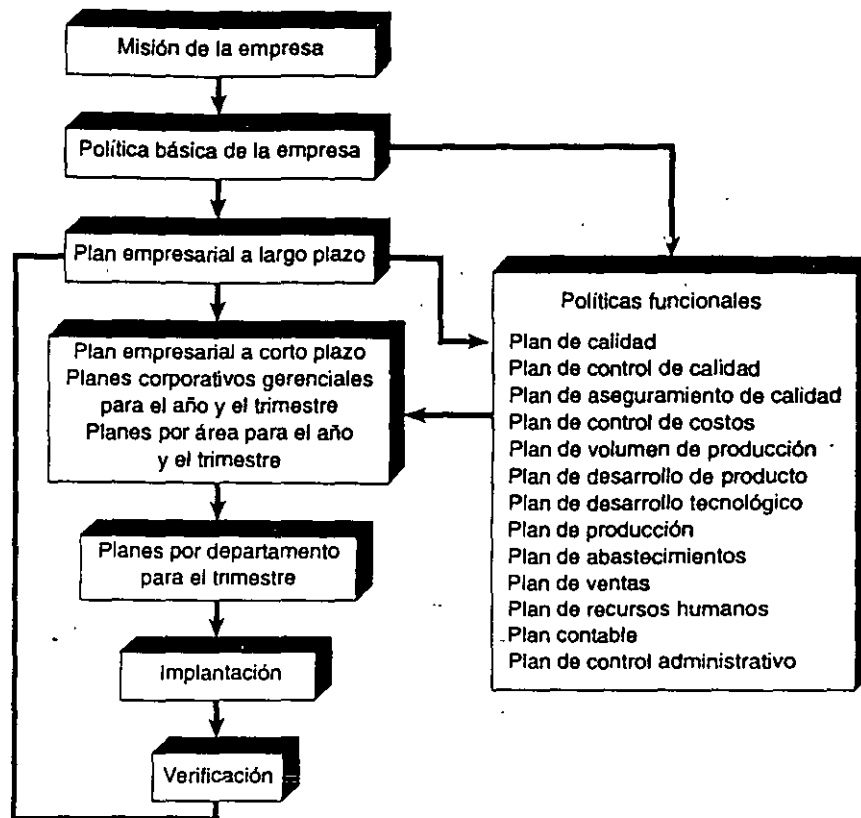 Misión de la empresa
Política básica de la empresa
Plan empresarial a largo plazo
Plan empresarial a corto plazo
Planes corporativos gerenciales
para el año y el trimestre
Planes por área para el año
y el trimestre
Planes por departamento
para el trimestre
Implantación
Verificación
Políticas funcionales
Plan de calidad
Plan de control de calidad
Plan de aseguramiento de calidad
Plan de control de costos
Plan de volumen de producción
Plan de desarrollo de producto
Plan de desarrollo tecnológico
Plan de producción
Plan de abastecimientos
Plan de ventas
Plan de recursos humanos
Plan contable
Plan de control administrativo